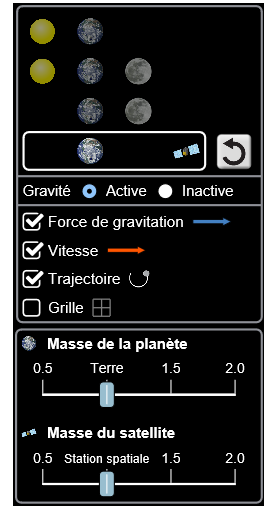 Gravité Active Inactive
Force de gravitation
Vitesse
Trajectoire
Grille
Masse de la planète
0.5 Terre 1.5 2.0
Masse du satellite
0.5 Station spatiale 1.5 2.0